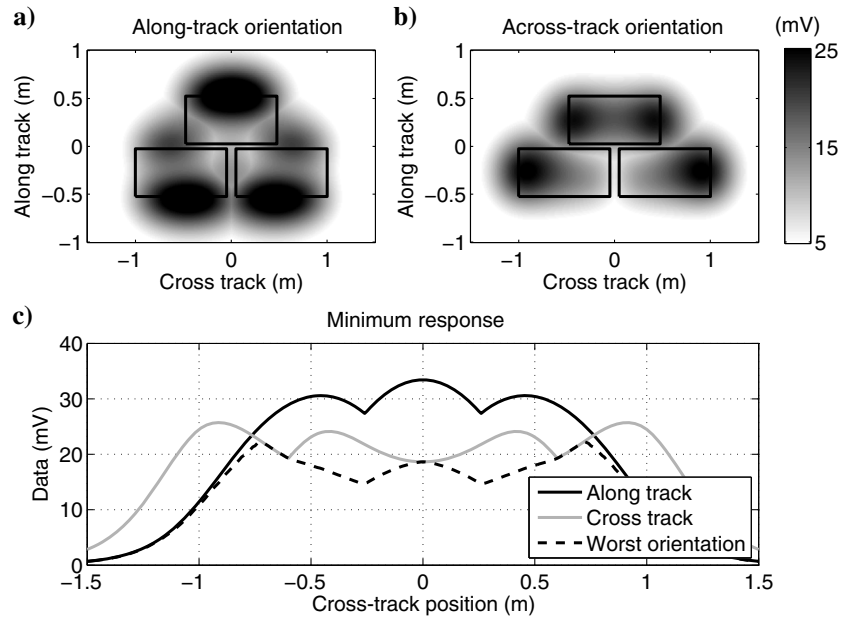 a)
Along-track orientation
Along track (m)
1
0.5
0
−0.5
−1
−1
0
1
Cross track (m)
b)
Across-track orientation
Along track (m)
1
0.5
0
−0.5
−1
−1
0
1
Cross track (m)
(mV)
25
15
5
c)
Minimum response
Data (mV)
40
30
20
10
0
−1.5
−1
−0.5
0
0.5
1
1.5
Cross-track position (m)
Along track
Cross track
Worst orientation